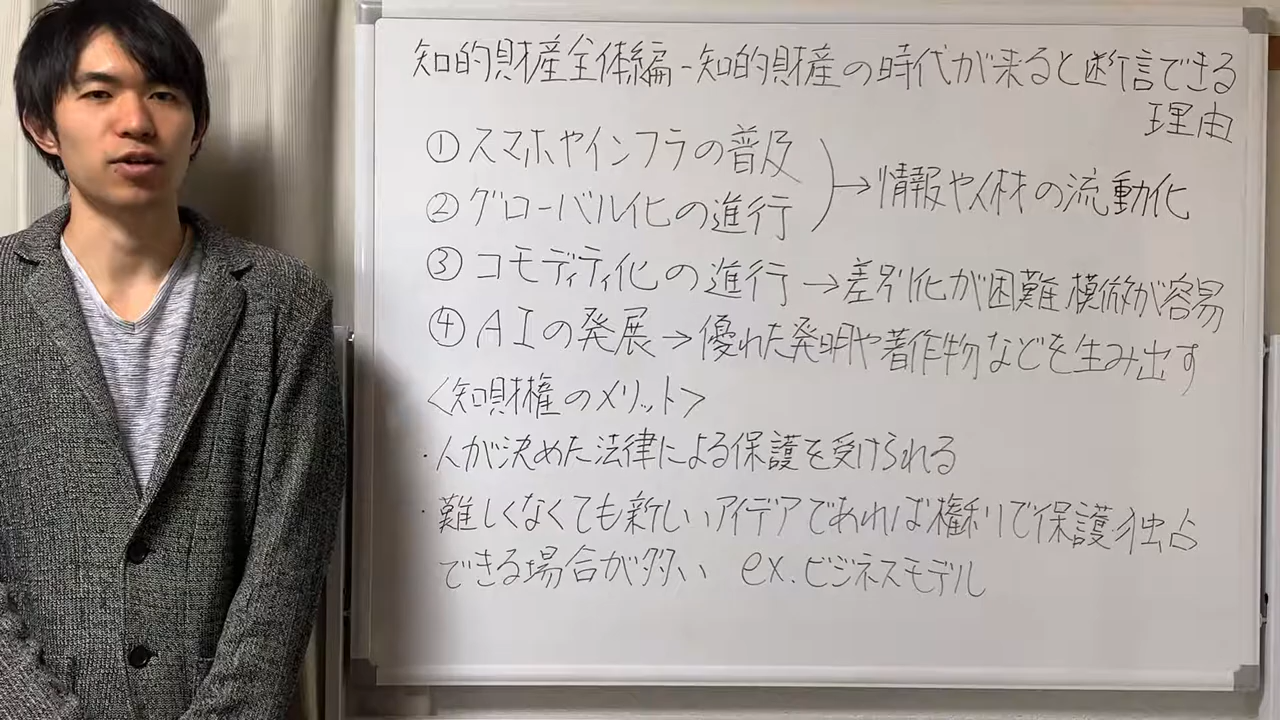 知的財産全体編-知的財産の時代が来ると断信できる
理由
①スマホやインフラの普及
②グローバル化の進行
→情報や人材の流動化
③コモディティ化の進行→差別化が困難模倣が容易
④AIの発展→優れた発明や著作物などを生み出す
<知財権のメリット>
・人が決めた法律による保護を受けられる
・難しくなくても新しいアイデアであれば権利で保護独占
できる場合が多い ex.ビジネスモデル